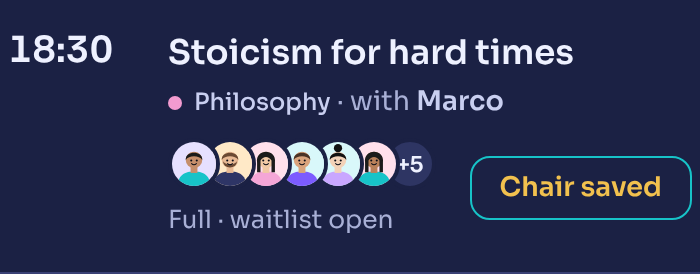 18:30
Stoicism for hard times
Philosophy · with Marco
+5
Chair saved
Full · waitlist open